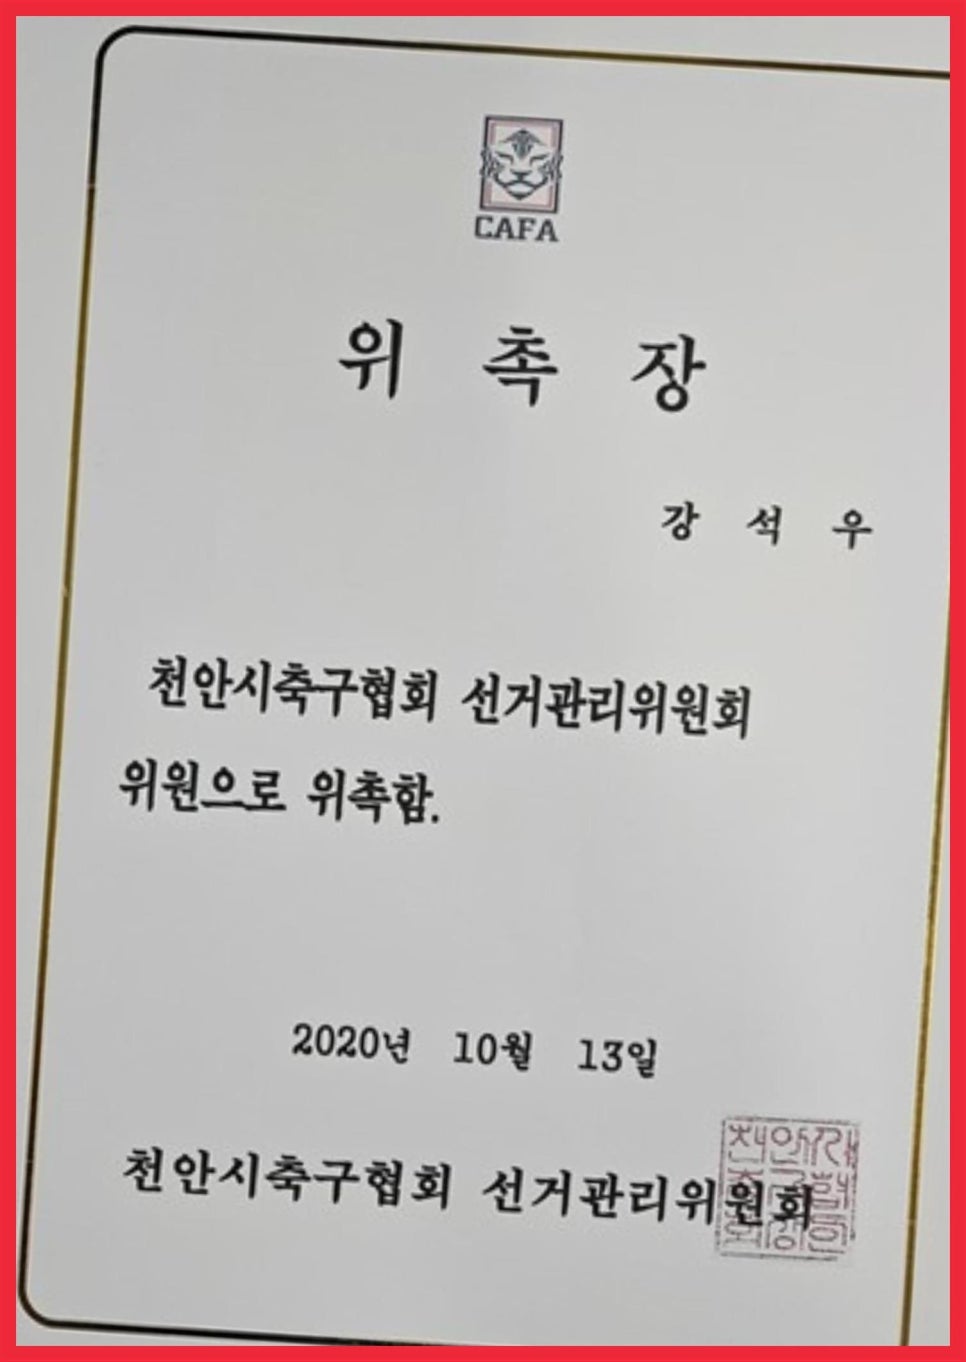 CAFA
위 촉 장
강 석 우
천안시축구협회 선거관리위원회
위원으로 위촉함.
2020년 10월 13일
천안시축구협회 선거관리위원회